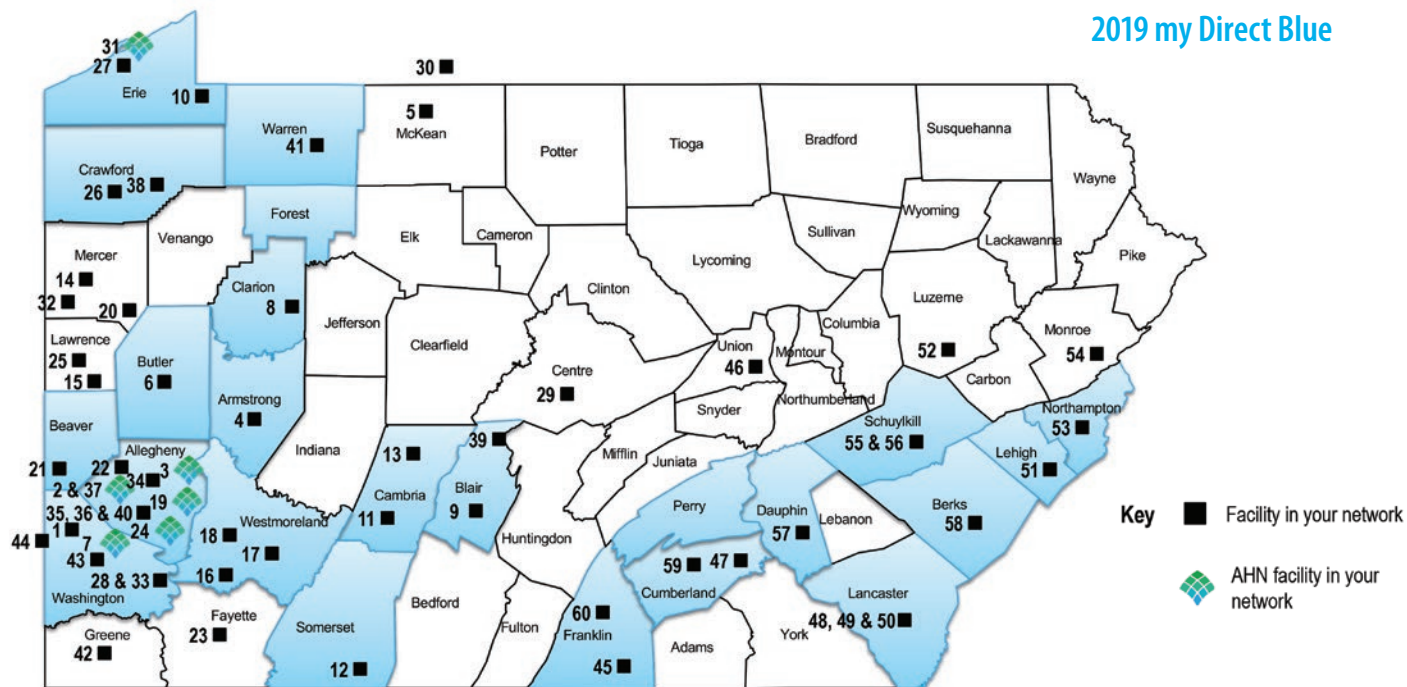 2019 my Direct Blue
31
27
Erie
10
30
5
McKean
Warren
41
Potter
Tioga
Bradford
Susquehanna
Wayne
Crawford
26
38
Forest
Venango
Elk
Cameron
Lycoming
Sullivan
Wyoming
Lackawanna
Pike
Mercer
14
32
20
Clarion
8
Jefferson
Clearfield
Clinton
Columbia
Luzerne
52
Monroe
54
Lawrence
25
15
Butler
6
Armstrong
4
Centre
29
Union
46
Montour
Northumberland
Snyder
Carbon
Schuylkill
55 & 56
Northampton
53
Lehigh
51
Beaver
21
Allegheny
22
34
3
2 & 37
19
35, 36 & 40
24
1
44
7
43
28 & 33
Washington
Indiana
13
Cambria
11
39
Blair
9
Mifflin
Juniata
Huntingdon
Perry
Dauphin
57
Lebanon
Berks
58
Westmoreland
18
17
16
59
47
Cumberland
Lancaster
48, 49 & 50
Greene
42
Fayette
23
Somerset
12
Bedford
Fulton
60
Franklin
45
Adams
York
Key
Facility in your network
AHN facility in your
network